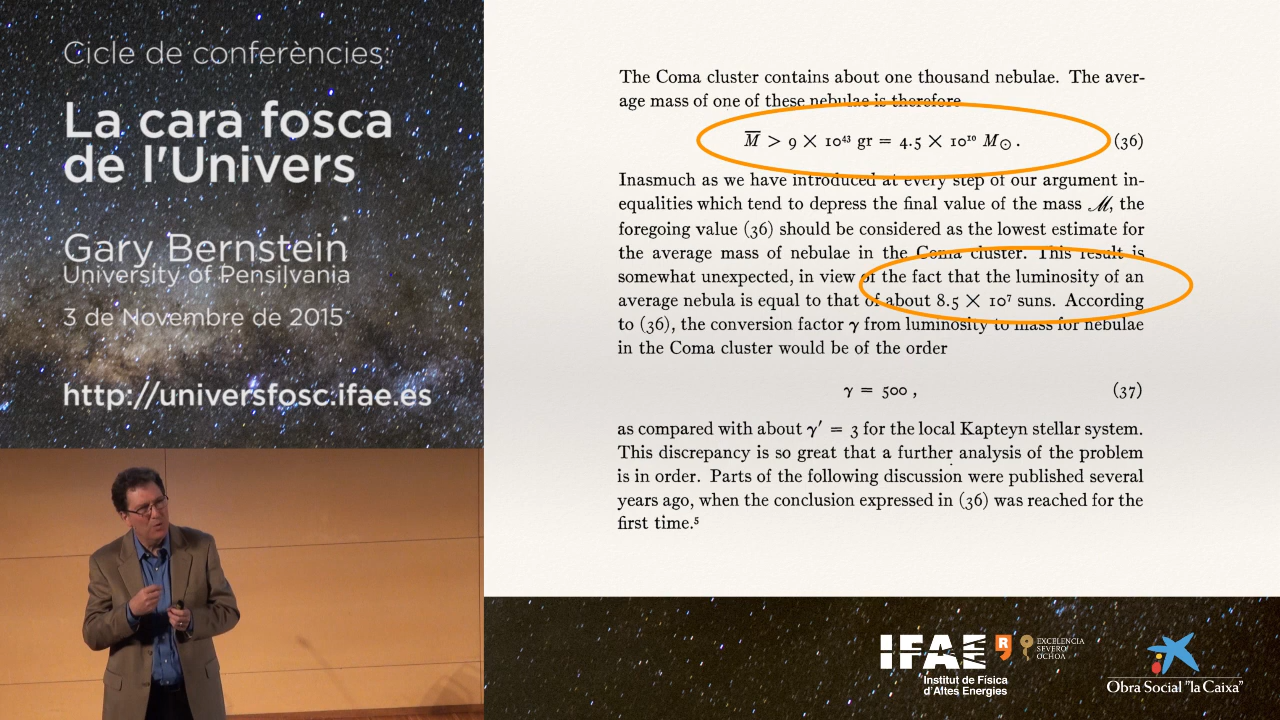 Cicle de conferències:
La cara fosca
de l'Univers
Gary Bernstein
University of Pensilvania
3 de Novembre de 2015
http://universfosc.ifae.es
The Coma cluster contains about one thousand nebulae. The aver-
age mass of one of these nebulae is therefore
M̅ > 9 × 10⁴³ gr = 4.5 × 10¹⁰ M☉ . (36)
Inasmuch as we have introduced at every step of our argument in-
equalities which tend to depress the final value of the mass ℳ, the
foregoing value (36) should be considered as the lowest estimate for
the average mass of nebulae in the Coma cluster. This result is
somewhat unexpected, in view of the fact that the luminosity of an
average nebula is equal to that of about 8.5 × 10⁷ suns. According
to (36), the conversion factor γ from luminosity to mass for nebulae
in the Coma cluster would be of the order
γ = 500 , (37)
as compared with about γ′ = 3 for the local Kapteyn stellar system.
This discrepancy is so great that a further analysis of the problem
is in order. Parts of the following discussion were published several
years ago, when the conclusion expressed in (36) was reached for the
first time.⁵
IFAE
Institut de Física
d'Altes Energies
EXCELENCIA
SEVERO
OCHOA
Obra Social "la Caixa"